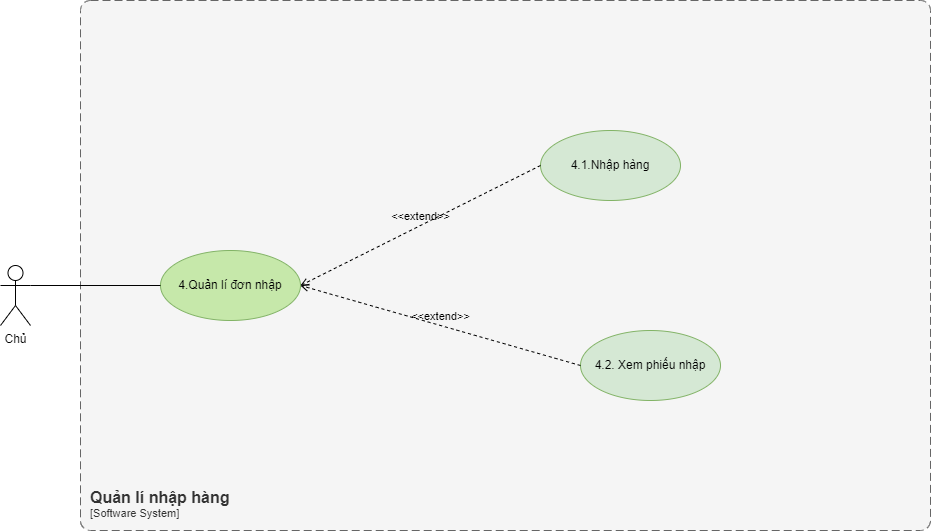 4.1.Nhập hàng
<<extend>>
4.Quản lí đơn nhập
<<extend>>
Chủ
4.2. Xem phiếu nhập
Quản lí nhập hàng
[Software System]